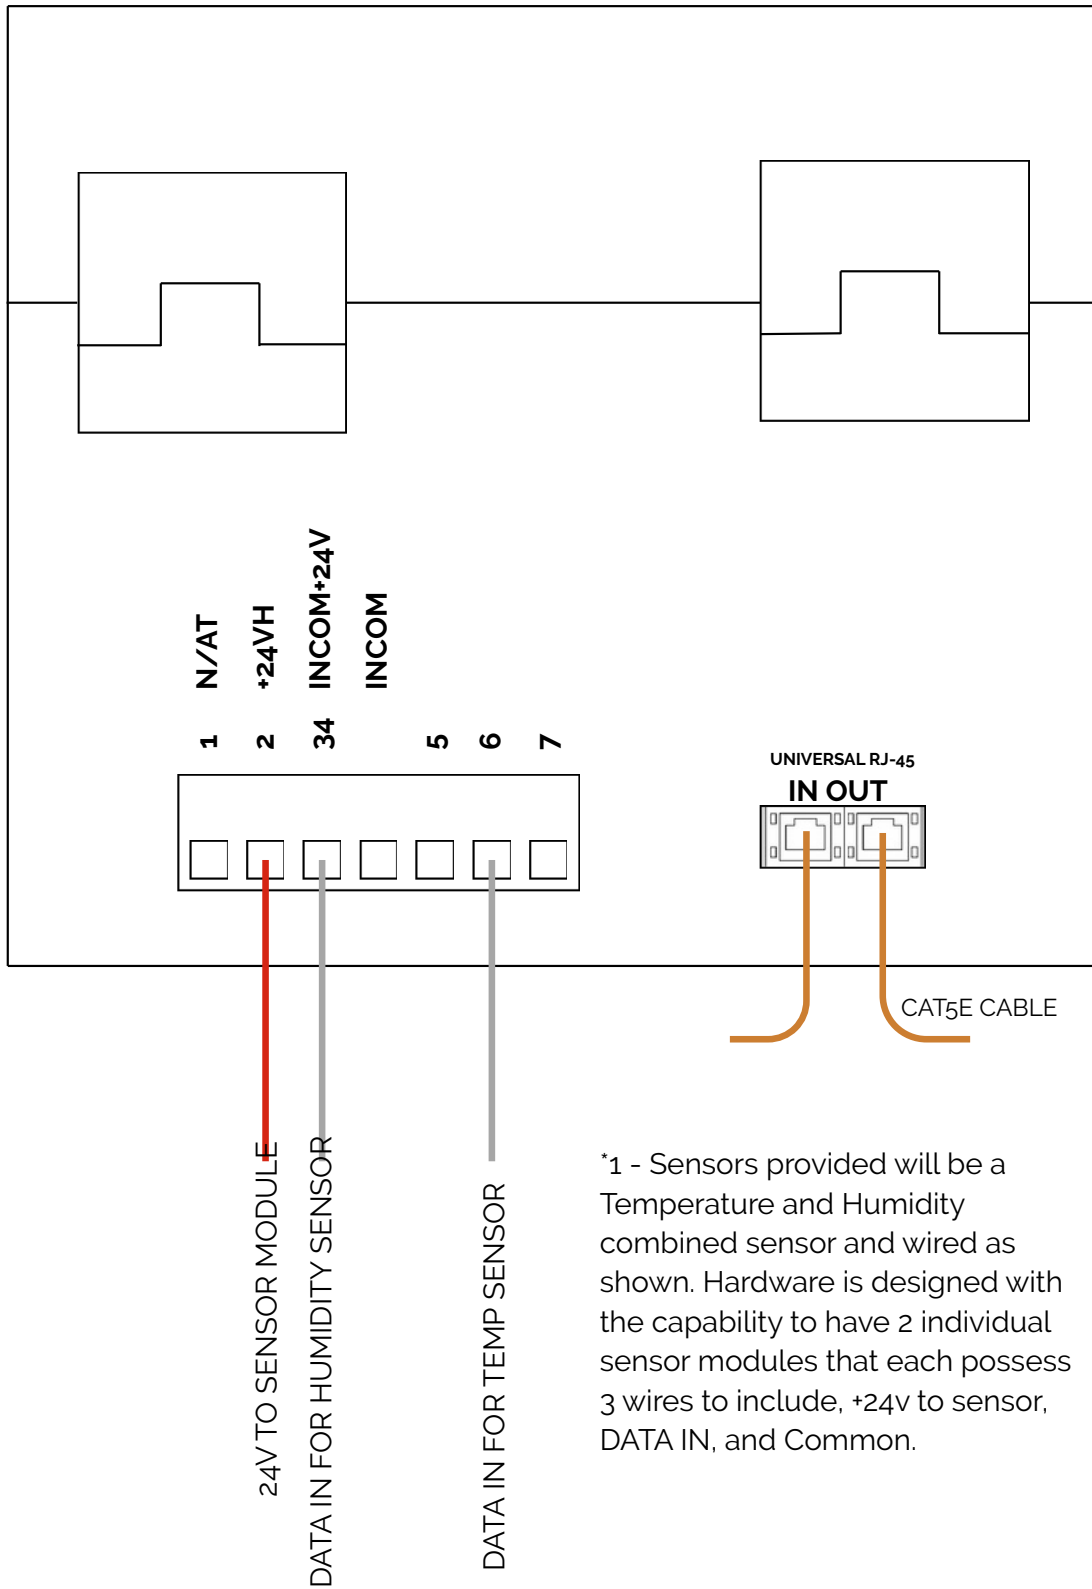 N/AT
+24VH
INCOM+24V
INCOM
1
2
34
5
6
7
UNIVERSAL RJ-45
IN OUT
CAT5E CABLE
24V TO SENSOR MODULE
DATA IN FOR HUMIDITY SENSOR
DATA IN FOR TEMP SENSOR
*1 - Sensors provided will be a
Temperature and Humidity
combined sensor and wired as
shown. Hardware is designed with
the capability to have 2 individual
sensor modules that each possess
3 wires to include, +24v to sensor,
DATA IN, and Common.